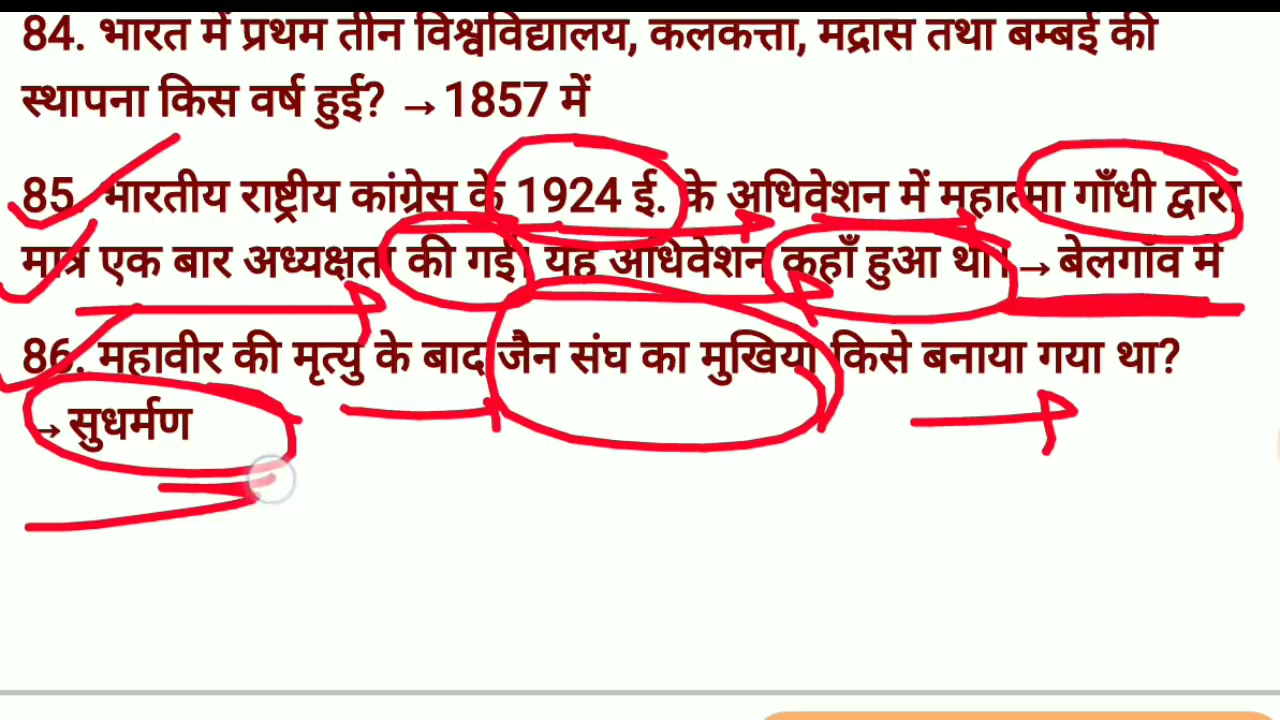 84. भारत में प्रथम तीन विश्वविद्यालय, कलकत्ता, मद्रास तथा बम्बई की
स्थापना किस वर्ष हुई? →1857 में
85. भारतीय राष्ट्रीय कांग्रेस के 1924 ई. के अधिवेशन में महात्मा गाँधी द्वारा
मात्र एक बार अध्यक्षता की गई। यह अधिवेशन कहाँ हुआ था। →बेलगाँव में
86. महावीर की मृत्यु के बाद जैन संघ का मुखिया किसे बनाया गया था?
→सुधर्मण